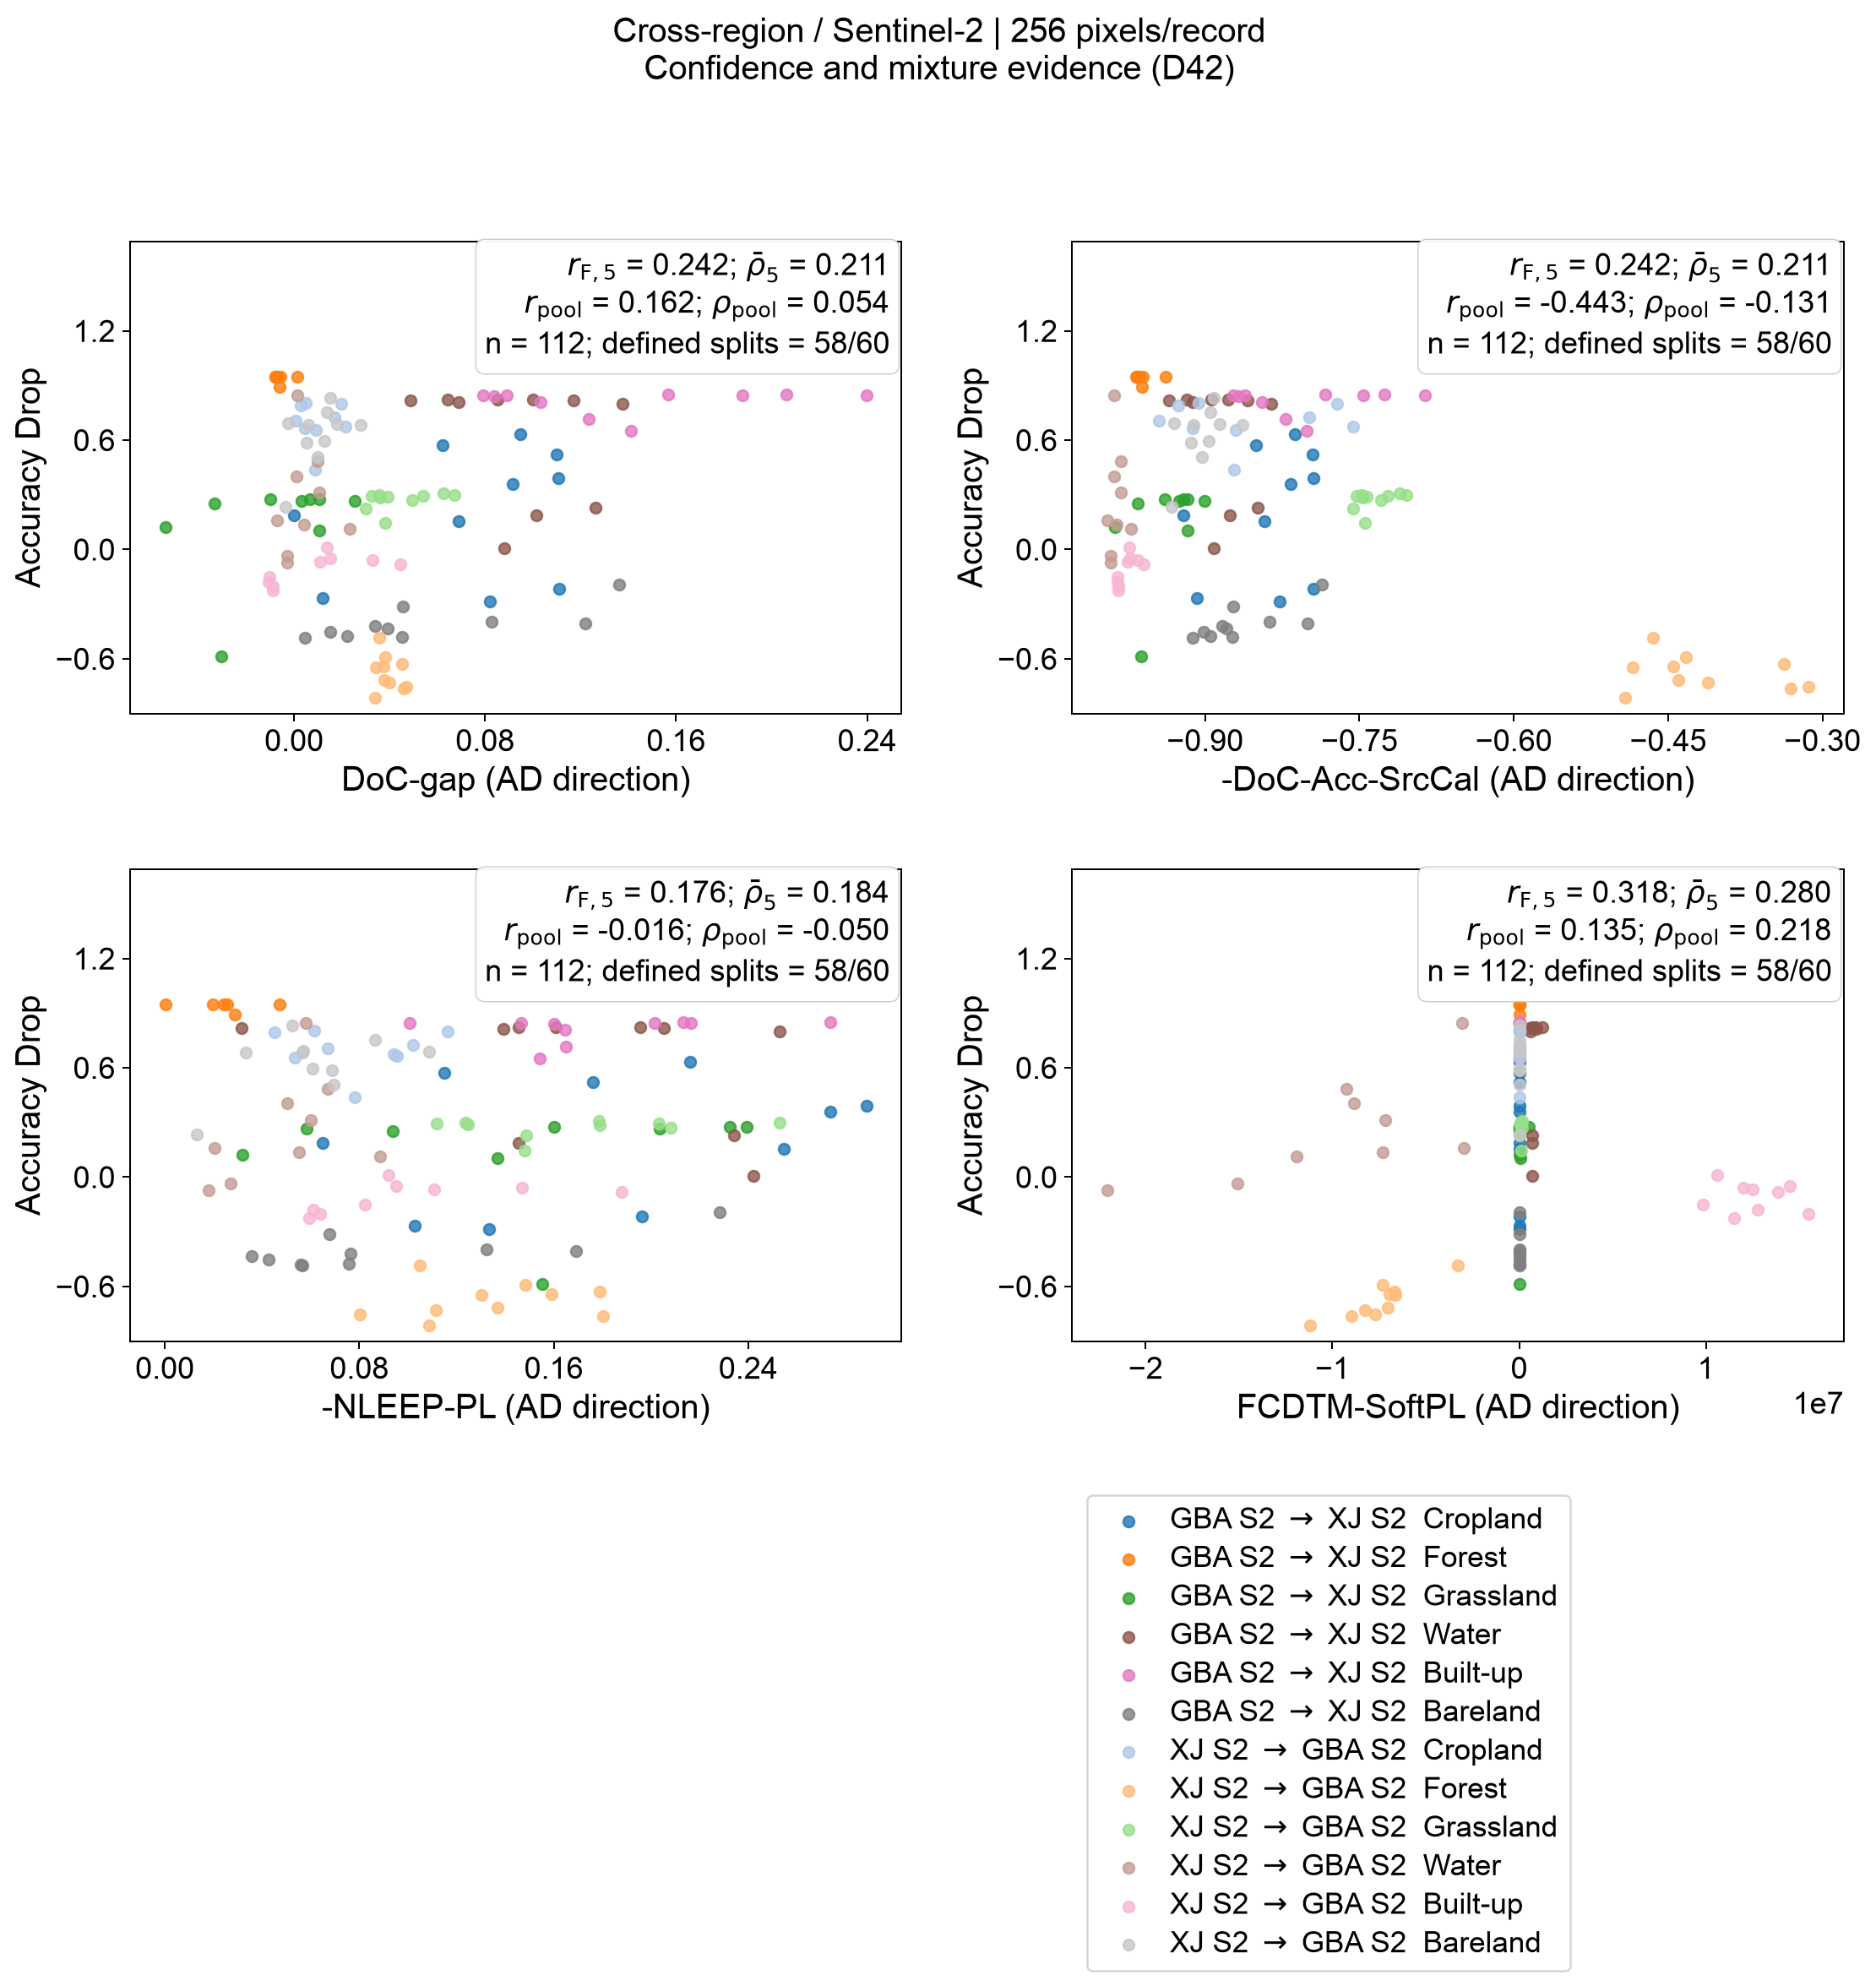 Cross-region / Sentinel-2 | 256 pixels/record
Confidence and mixture evidence (D42)
r_F,5 = 0.242; ρ̄_5 = 0.211
r_pool = 0.162; ρ_pool = 0.054
n = 112; defined splits = 58/60
1.2
0.6
0.0
−0.6
Accuracy Drop
0.00 0.08 0.16 0.24
DoC-gap (AD direction)
r_F,5 = 0.242; ρ̄_5 = 0.211
r_pool = -0.443; ρ_pool = -0.131
n = 112; defined splits = 58/60
1.2
0.6
0.0
−0.6
Accuracy Drop
−0.90 −0.75 −0.60 −0.45 −0.30
-DoC-Acc-SrcCal (AD direction)
r_F,5 = 0.176; ρ̄_5 = 0.184
r_pool = -0.016; ρ_pool = -0.050
n = 112; defined splits = 58/60
1.2
0.6
0.0
−0.6
Accuracy Drop
0.00 0.08 0.16 0.24
-NLEEP-PL (AD direction)
r_F,5 = 0.318; ρ̄_5 = 0.280
r_pool = 0.135; ρ_pool = 0.218
n = 112; defined splits = 58/60
1.2
0.6
0.0
−0.6
Accuracy Drop
−2 −1 0 1
1e7
FCDTM-SoftPL (AD direction)
GBA S2 → XJ S2 Cropland
GBA S2 → XJ S2 Forest
GBA S2 → XJ S2 Grassland
GBA S2 → XJ S2 Water
GBA S2 → XJ S2 Built-up
GBA S2 → XJ S2 Bareland
XJ S2 → GBA S2 Cropland
XJ S2 → GBA S2 Forest
XJ S2 → GBA S2 Grassland
XJ S2 → GBA S2 Water
XJ S2 → GBA S2 Built-up
XJ S2 → GBA S2 Bareland